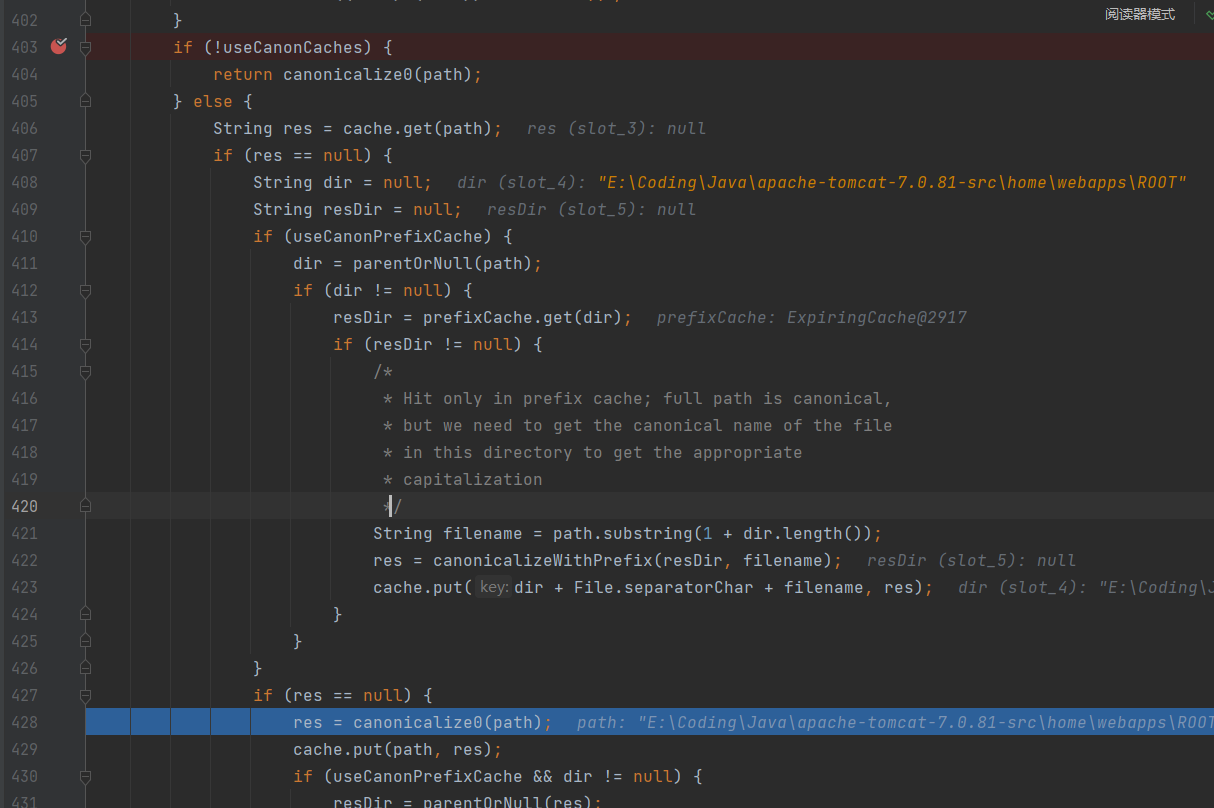 阅读器模式
402 }
403 if (!useCanonCaches) {
404 return canonicalize0(path);
405 } else {
406 String res = cache.get(path); res (slot_3): null
407 if (res == null) {
408 String dir = null; dir (slot_4): "E:\Coding\Java\apache-tomcat-7.0.81-src\home\webapps\ROOT"
409 String resDir = null; resDir (slot_5): null
410 if (useCanonPrefixCache) {
411 dir = parentOrNull(path);
412 if (dir != null) {
413 resDir = prefixCache.get(dir); prefixCache: ExpiringCache@2917
414 if (resDir != null) {
415 /*
416 * Hit only in prefix cache; full path is canonical,
417 * but we need to get the canonical name of the file
418 * in this directory to get the appropriate
419 * capitalization
420 */
421 String filename = path.substring(1 + dir.length());
422 res = canonicalizeWithPrefix(resDir, filename); resDir (slot_5): null
423 cache.put( key: dir + File.separatorChar + filename, res); dir (slot_4): "E:\Coding\J
424 }
425 }
426 }
427 if (res == null) {
428 res = canonicalize0(path); path: "E:\Coding\Java\apache-tomcat-7.0.81-src\home\webapps\ROOT
429 cache.put(path, res);
430 if (useCanonPrefixCache && dir != null) {
431 resDir = parentOrNull(res);